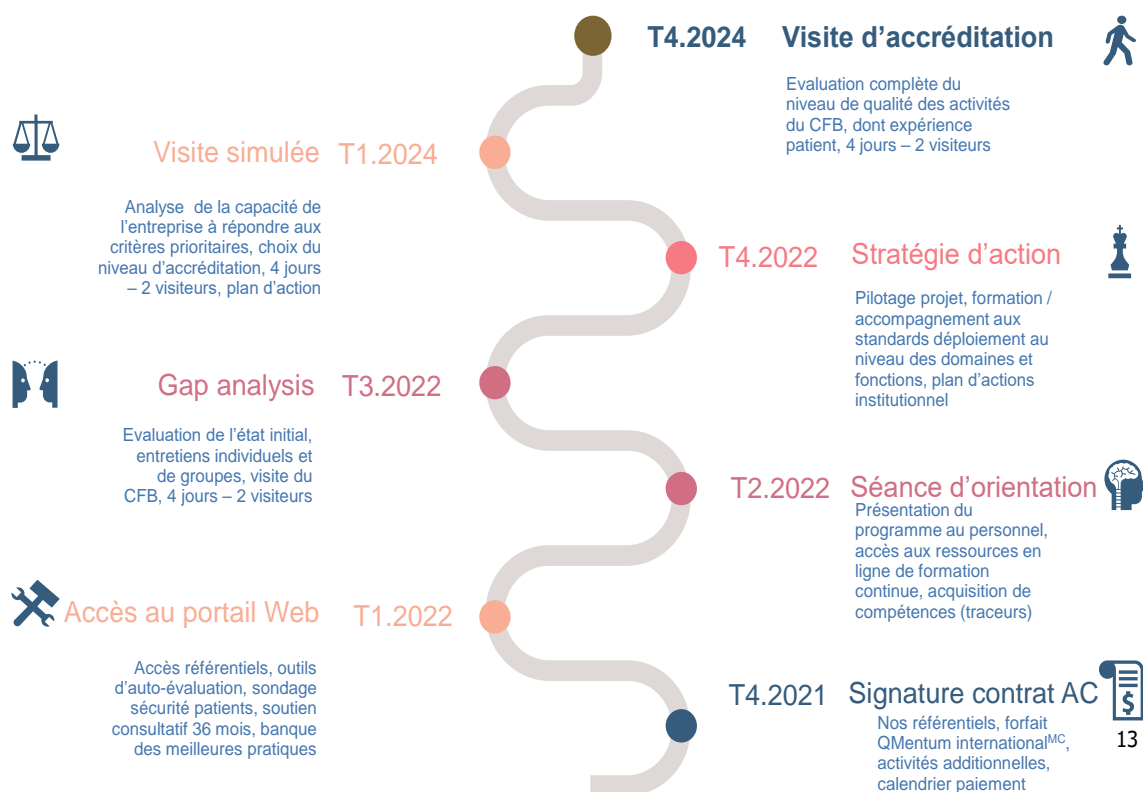 T4.2024 Visite d’accréditation
Evaluation complète du
niveau de qualité des activités
du CFB, dont expérience
patient, 4 jours – 2 visiteurs
Visite simulée T1.2024
Analyse de la capacité de
l’entreprise à répondre aux
critères prioritaires, choix du
niveau d’accréditation, 4 jours
– 2 visiteurs, plan d’action
T4.2022 Stratégie d’action
Pilotage projet, formation /
accompagnement aux
standards déploiement au
niveau des domaines et
fonctions, plan d’actions
institutionnel
Gap analysis T3.2022
Evaluation de l’état initial,
entretiens individuels et
de groupes, visite du
CFB, 4 jours – 2 visiteurs
T2.2022 Séance d’orientation
Présentation du
programme au personnel,
accès aux ressources en
ligne de formation
continue, acquisition de
compétences (traceurs)
Accès au portail Web T1.2022
Accès référentiels, outils
d’auto-évaluation, sondage
sécurité patients, soutien
consultatif 36 mois, banque
des meilleures pratiques
T4.2021 Signature contrat AC
$
Nos référentiels, forfait
QMentum internationalMC,
activités additionnelles,
calendrier paiement
13